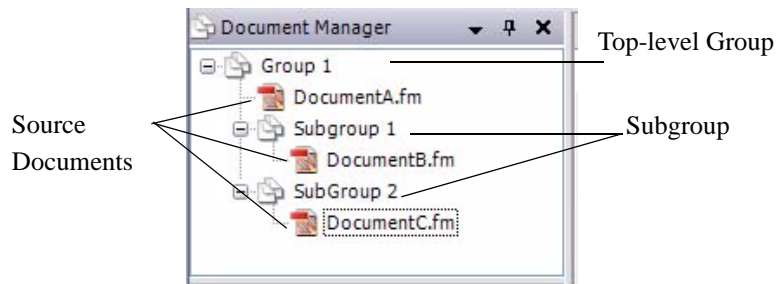 Document Manager
Group 1
Top-level Group
DocumentA.fm
Source
Documents
Subgroup 1
Subgroup
DocumentB.fm
SubGroup 2
DocumentC.fm